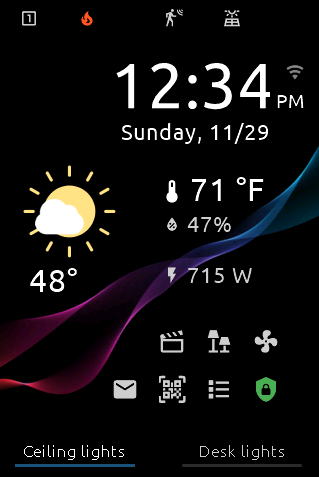 1
12:34 PM
Sunday, 11/29
71 °F
47%
48°
715 W
Ceiling lights
Desk lights